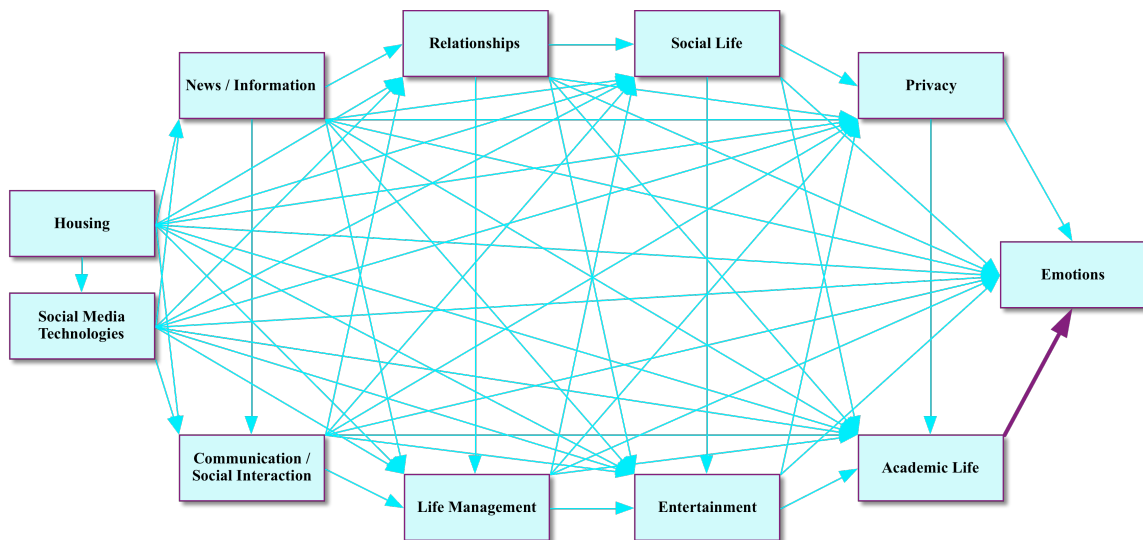 Relationships
Social Life
News / Information
Privacy
Housing
Emotions
Social Media
Technologies
Communication /
Social Interaction
Academic Life
Life Management
Entertainment